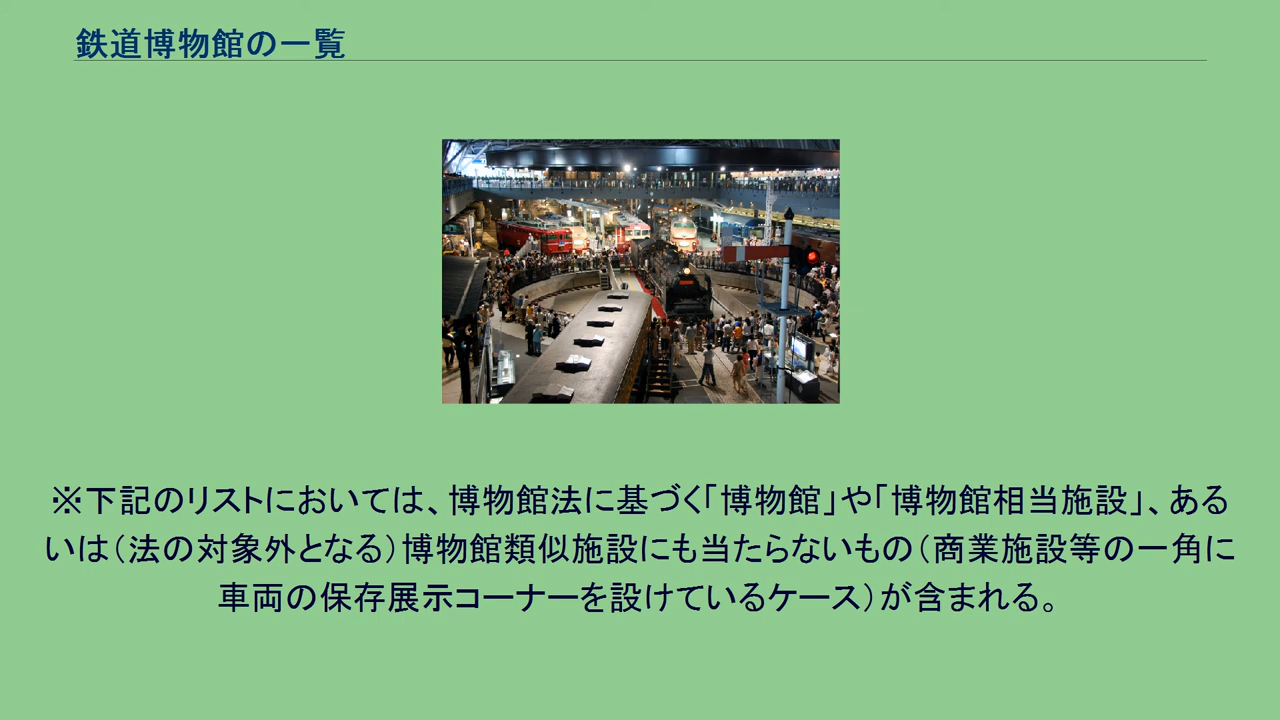 鉄道博物館の一覧
※下記のリストにおいては、博物館法に基づく「博物館」や「博物館相当施設」、ある
いは（法の対象外となる）博物館類似施設にも当たらないもの（商業施設等の一角に
車両の保存展示コーナーを設けているケース）が含まれる。